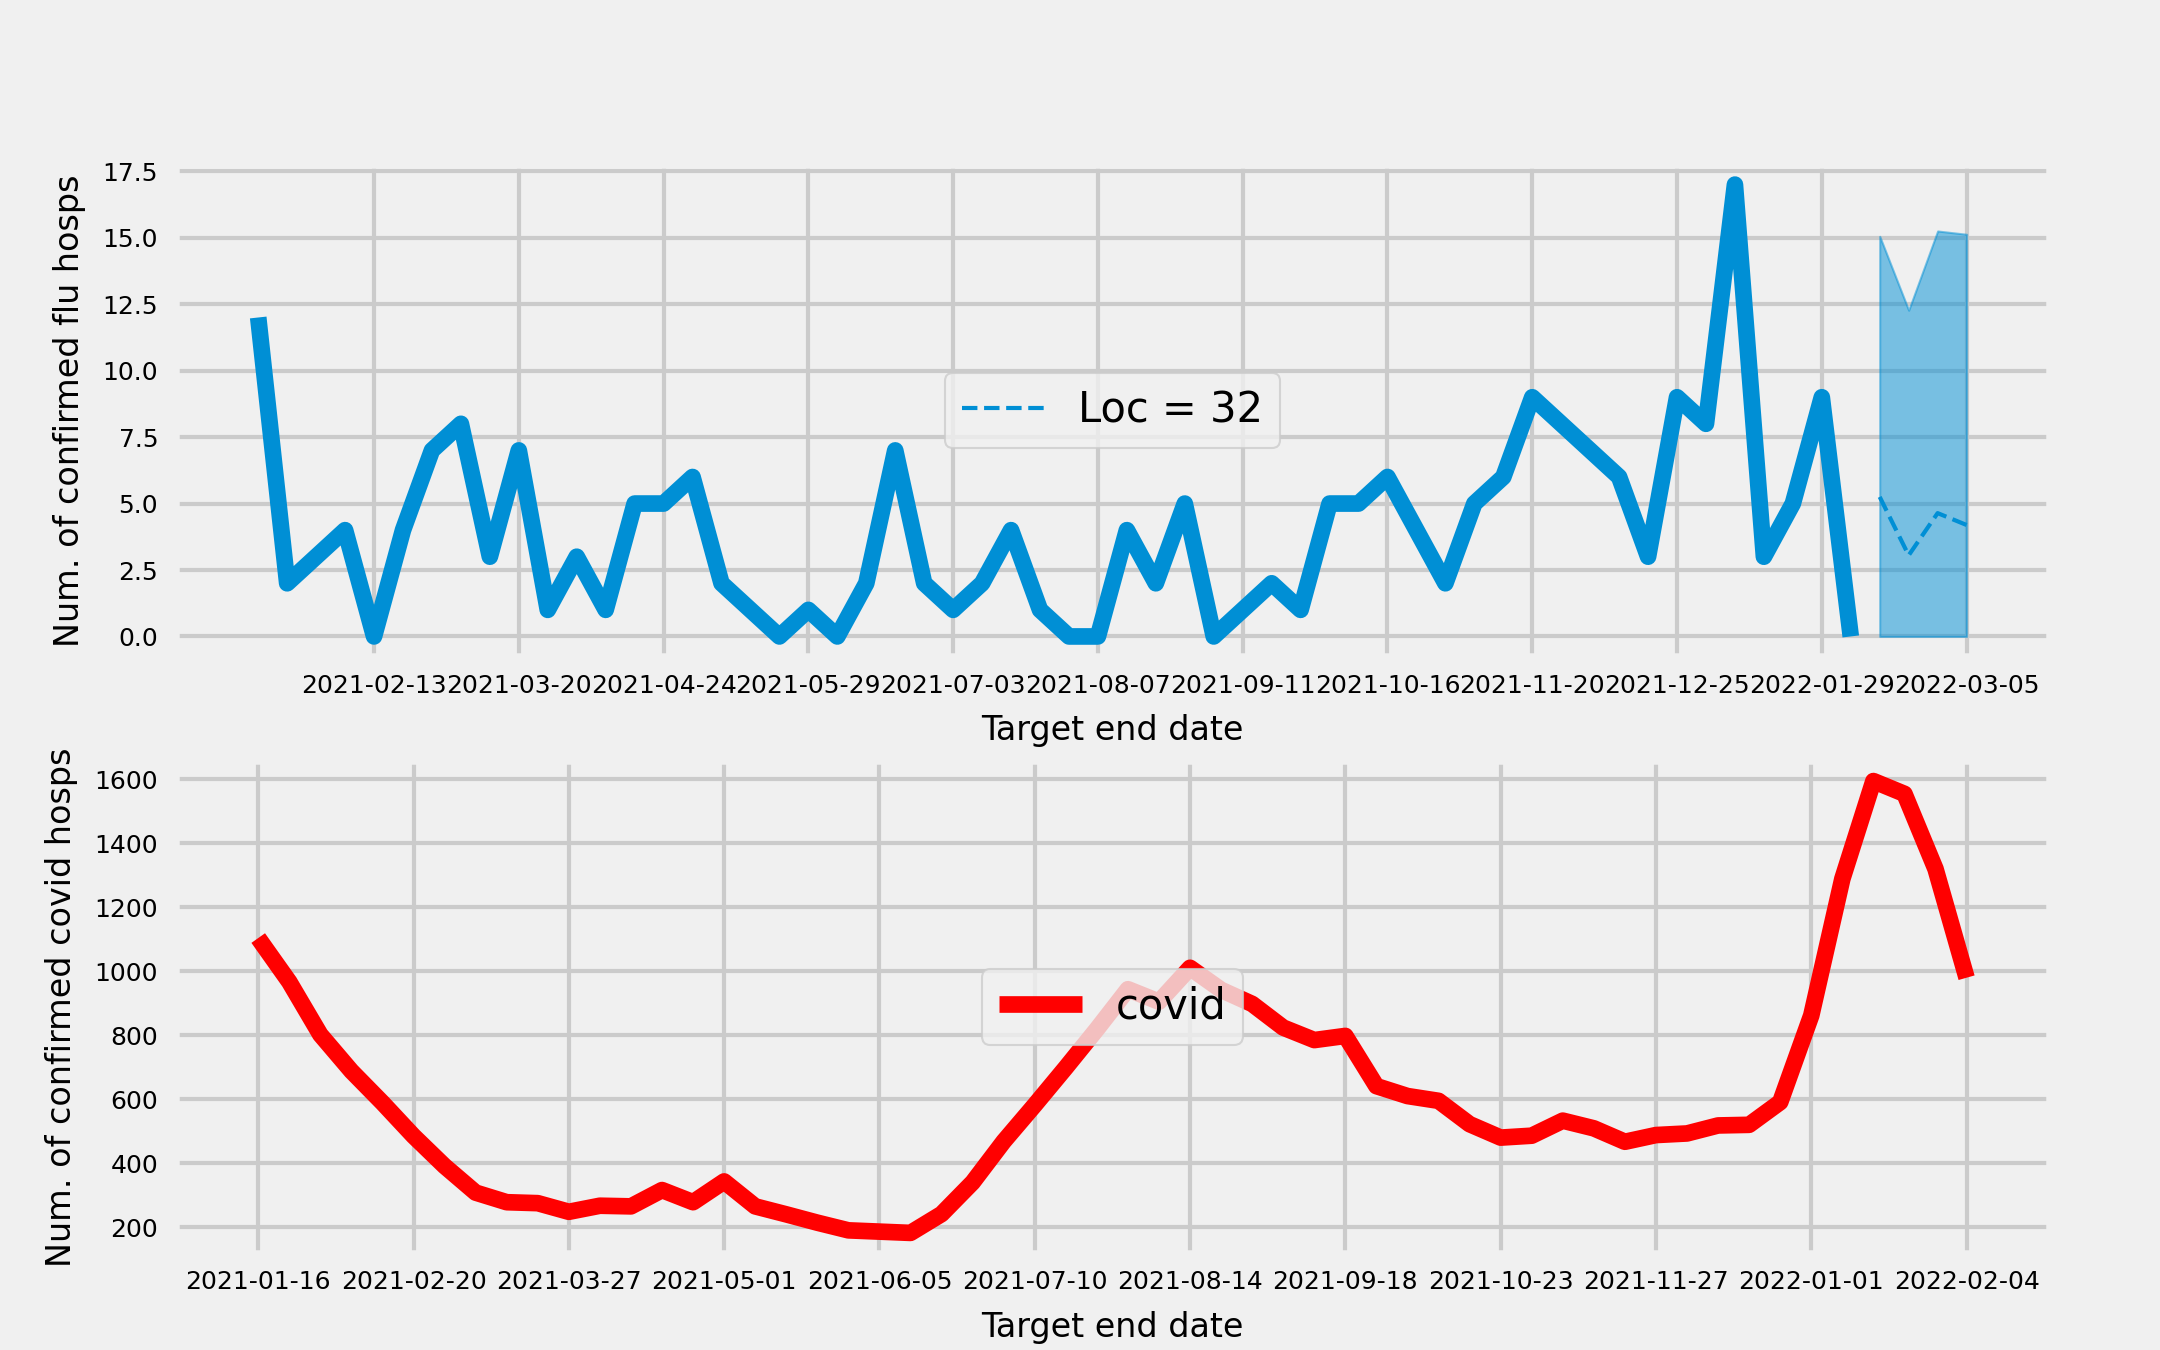 Num. of confirmed flu hosps
17.5
15.0
12.5
10.0
7.5
5.0
2.5
0.0
Loc = 32
2021-02-13 2021-03-20 2021-04-24 2021-05-29 2021-07-03 2021-08-07 2021-09-11 2021-10-16 2021-11-20 2021-12-25 2022-01-29 2022-03-05
Target end date
Num. of confirmed covid hosps
1600
1400
1200
1000
800
600
400
200
covid
2021-01-16 2021-02-20 2021-03-27 2021-05-01 2021-06-05 2021-07-10 2021-08-14 2021-09-18 2021-10-23 2021-11-27 2022-01-01 2022-02-04
Target end date